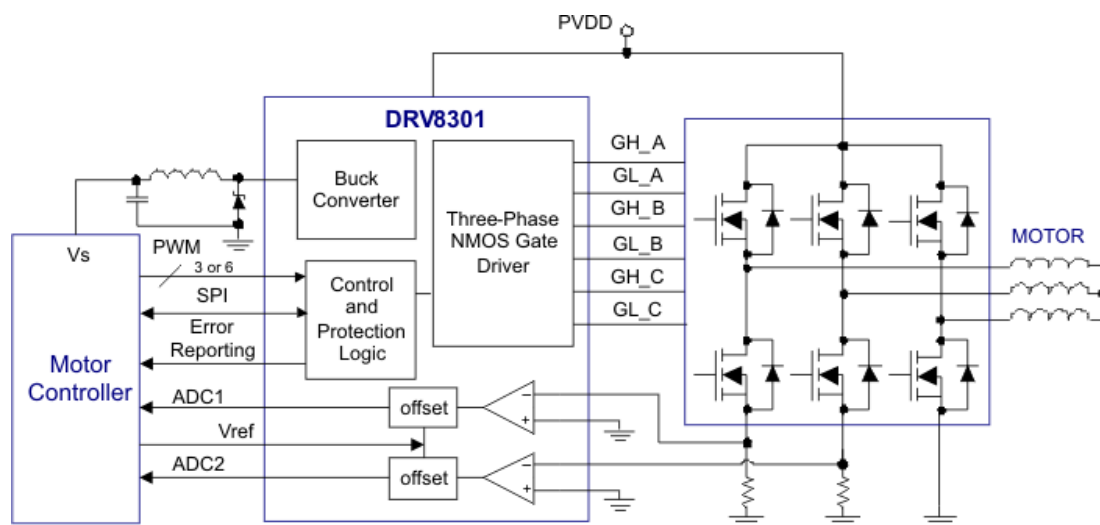 PVDD
DRV8301
Buck
Converter
Three-Phase
NMOS Gate
Driver
GH_A
GL_A
GH_B
GL_B
GH_C
GL_C
MOTOR
Vs
PWM
3 or 6
SPI
Error
Reporting
Control
and
Protection
Logic
Motor
Controller
ADC1
offset
−
+
Vref
ADC2
offset
−
+